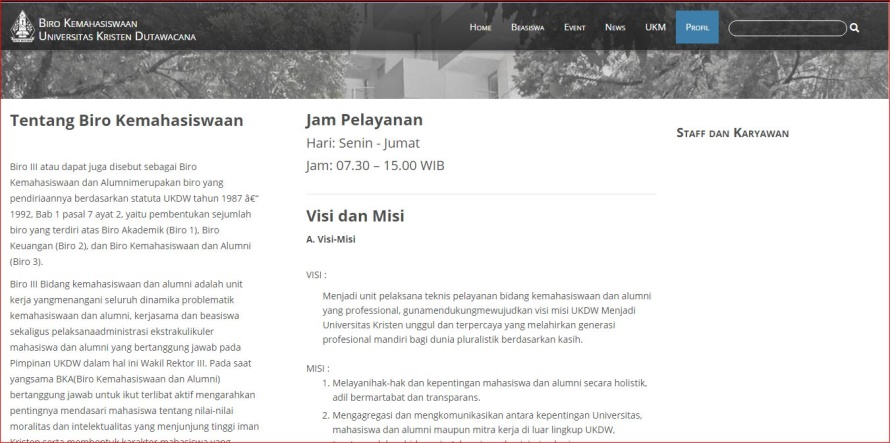 Biro Kemahasiswaan
Universitas Kristen Dutawacana
Home Beasiswa Event News UKM Profil
Tentang Biro Kemahasiswaan
Biro III atau dapat juga disebut sebagai Biro
Kemahasiswaan dan Alumnimerupakan biro yang
pendiriannya berdasarkan statuta UKDW tahun 1987 â€“
1992, Bab 1 pasal 7 ayat 2, yaitu pembentukan sejumlah
biro yang terdiri atas Biro Akademik (Biro 1), Biro
Keuangan (Biro 2), dan Biro Kemahasiswaan dan Alumni
(Biro 3).
Biro III Bidang kemahasiswaan dan alumni adalah unit
kerja yangmenangani seluruh dinamika problematik
kemahasiswaan dan alumni, kerjasama dan beasiswa
sekaligus pelaksanaadministrasi ekstrakulikuler
mahasiswa dan alumni yang bertanggung jawab pada
Pimpinan UKDW dalam hal ini Wakil Rektor III. Pada saat
yangsama BKA(Biro Kemahasiswaan dan Alumni)
bertanggung jawab untuk ikut terlibat aktif mengarahkan
pentingnya mendasari mahasiswa tentang nilai-nilai
moralitas dan intelektualitas yang menjunjung tinggi iman
Kristen serta membentuk karakter mahasiswa yang
Jam Pelayanan
Hari: Senin - Jumat
Jam: 07.30 – 15.00 WIB
Visi dan Misi
A. Visi-Misi
VISI :
Menjadi unit pelaksana teknis pelayanan bidang kemahasiswaan dan alumni
yang professional, gunamendukungmewujudkan visi misi UKDW Menjadi
Universitas Kristen unggul dan terpercaya yang melahirkan generasi
profesional mandiri bagi dunia pluralistik berdasarkan kasih.
MISI :
1. Melayanihak-hak dan kepentingan mahasiswa dan alumni secara holistik,
adil bermartabat dan transparans.
2. Mengagregasi dan mengkomunikasikan antara kepentingan Universitas,
mahasiswa dan alumni maupun mitra kerja di luar lingkup UKDW,
Staff dan Karyawan